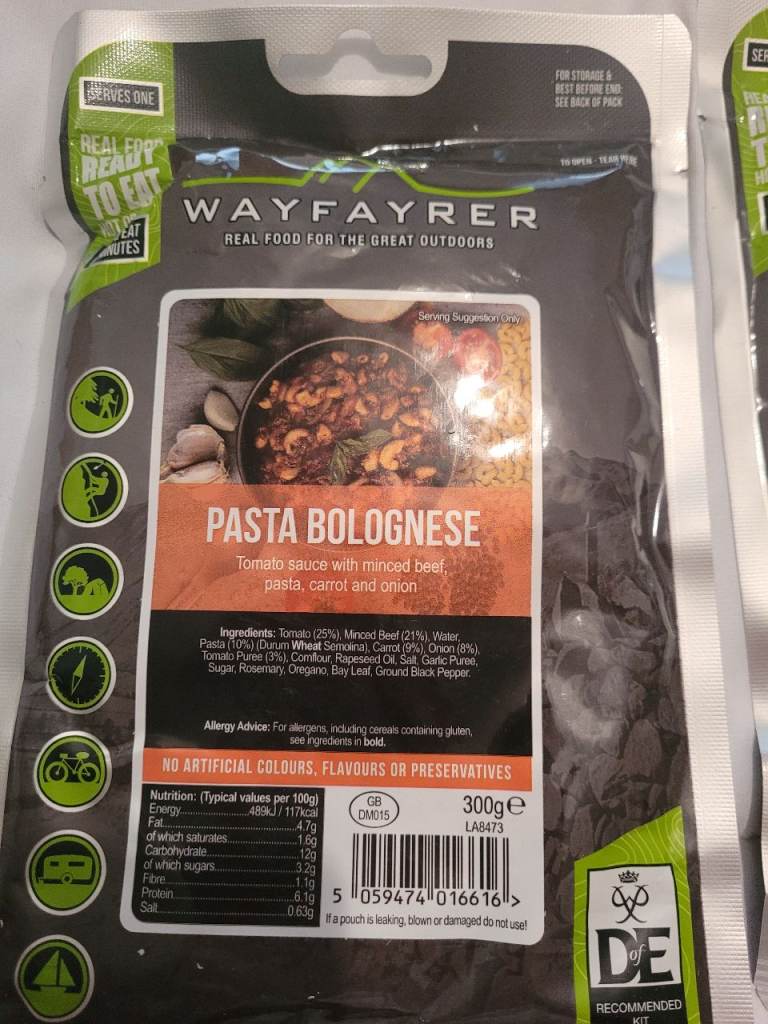 SERVES ONE
REAL FOOD
READY
TO EAT
HOT OR
EAT
MINUTES
FOR STORAGE &
BEST BEFORE END:
SEE BACK OF PACK
TO OPEN - TEAR HERE
WAYFAYRER
REAL FOOD FOR THE GREAT OUTDOORS
Serving Suggestion Only
PASTA BOLOGNESE
Tomato sauce with minced beef,
pasta, carrot and onion
Ingredients: Tomato (25%), Minced Beef (21%), Water,
Pasta (10%) (Durum Wheat Semolina), Carrot (9%), Onion (8%),
Tomato Puree (3%), Cornflour, Rapeseed Oil, Salt, Garlic Puree,
Sugar, Rosemary, Oregano, Bay Leaf, Ground Black Pepper.
Allergy Advice: For allergens, including cereals containing gluten,
see ingredients in bold.
NO ARTIFICIAL COLOURS, FLAVOURS OR PRESERVATIVES
Nutrition: (Typical values per 100g)
Energy.....489kJ / 117kcal
Fat.....4.7g
of which saturates.....1.6g
Carbohydrate.....12g
of which sugars.....3.2g
Fibre.....1.1g
Protein.....6.1g
Salt.....0.63g
GB
DM015
300g℮
LA8473
5 059474 016616 >
If a pouch is leaking, blown or damaged do not use!
DofE
RECOMMENDED
KIT
SER